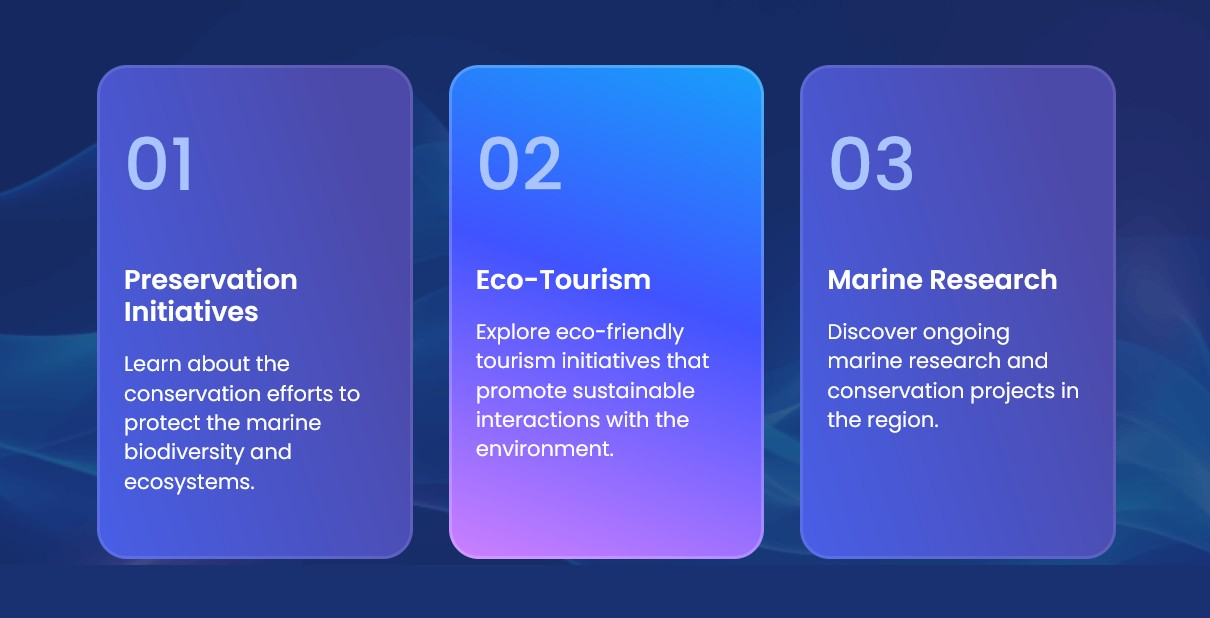 01
Preservation
Initiatives
Learn about the
conservation efforts to
protect the marine
biodiversity and
ecosystems.
02
Eco-Tourism
Explore eco-friendly
tourism initiatives that
promote sustainable
interactions with the
environment.
03
Marine Research
Discover ongoing
marine research and
conservation projects in
the region.